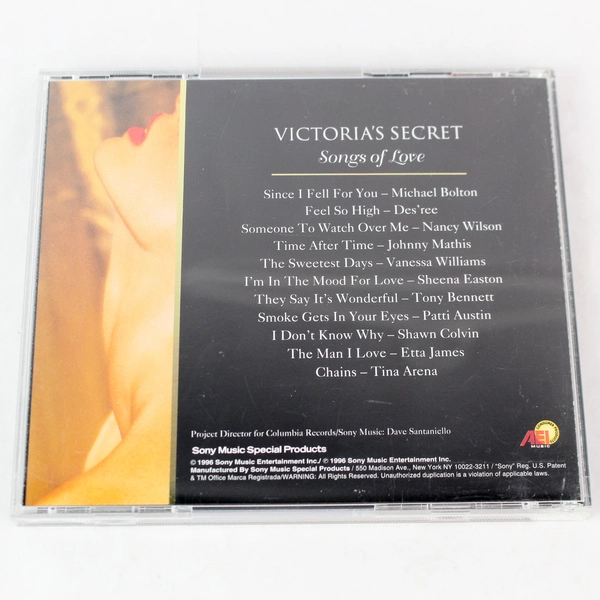 VICTORIA'S SECRET
Songs of Love
Since I Fell For You – Michael Bolton
Feel So High – Des'ree
Someone To Watch Over Me – Nancy Wilson
Time After Time – Johnny Mathis
The Sweetest Days – Vanessa Williams
I'm In The Mood For Love – Sheena Easton
They Say It's Wonderful – Tony Bennett
Smoke Gets In Your Eyes – Patti Austin
I Don't Know Why – Shawn Colvin
The Man I Love – Etta James
Chains – Tina Arena
Project Director for Columbia Records/Sony Music: Dave Santaniello
AEI
MUSIC
Sony Music Special Products
© 1996 Sony Music Entertainment Inc./ ℗ 1996 Sony Music Entertainment Inc.
Manufactured By Sony Music Special Products / 550 Madison Ave., New York NY 10022-3211 / "Sony" Reg. U.S. Patent
& TM Office Marca Registrada/WARNING: All Rights Reserved. Unauthorized duplication is a violation of applicable laws.